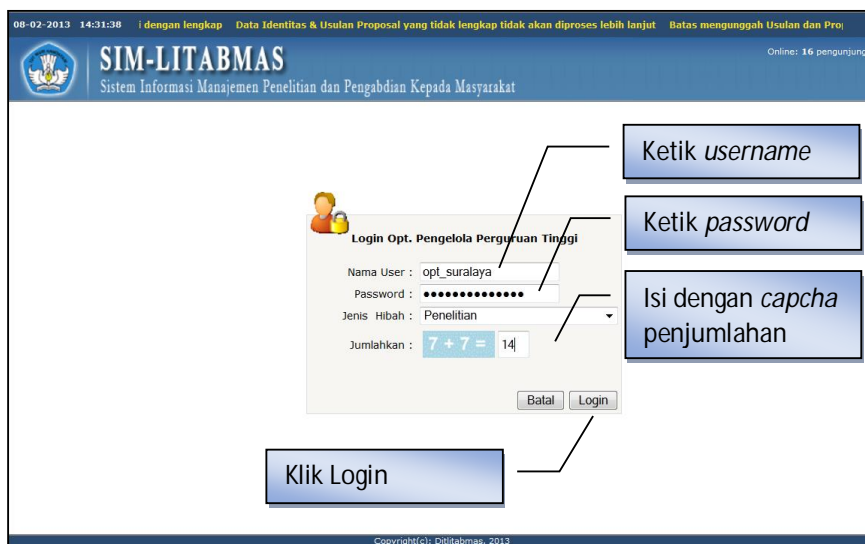 08-02-2013 14:31:38 i dengan lengkap Data Identitas & Usulan Proposal yang tidak lengkap tidak akan diproses lebih lanjut Batas mengunggah Usulan dan Pro
Online: 16 pengunjung
SIM-LITABMAS
Sistem Informasi Manajemen Penelitian dan Pengabdian Kepada Masyarakat
Ketik username
Login Opt. Pengelola Perguruan Tinggi
Ketik password
Nama User : opt_suralaya
Password : ●●●●●●●●●●●●●●
Jenis Hibah : Penelitian
Isi dengan capcha
penjumlahan
Jumlahkan : 7 + 7 = 14
Batal Login
Klik Login
Copyright(c): Ditlitabmas, 2013